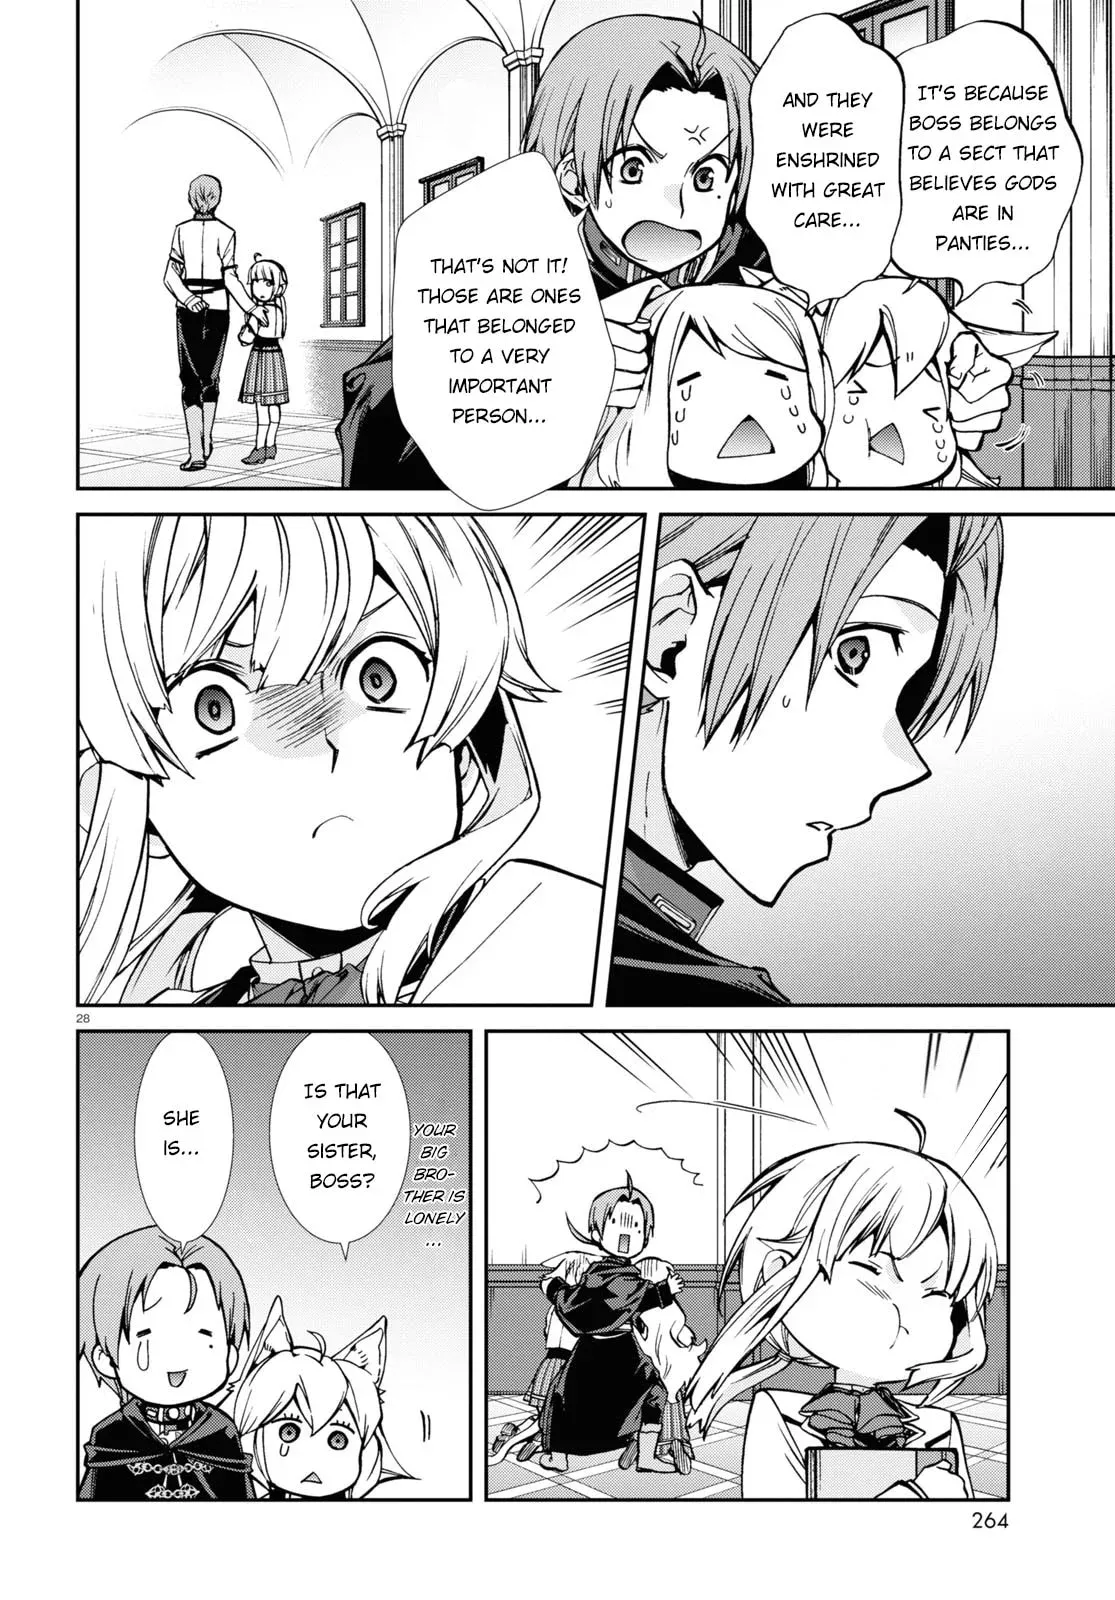 IT'S BECAUSE
BOSS BELONGS
TO A SECT THAT
BELIEVES GODS
ARE IN
PANTIES...
AND THEY
WERE
ENSHRINED
WITH GREAT
CARE...
THAT'S NOT IT!
THOSE ARE ONES
THAT BELONGED
TO A VERY
IMPORTANT
PERSON...
28
YOUR
BIG
BRO-
THER IS
LONELY
...
IS THAT
YOUR
SISTER,
BOSS?
SHE
IS...
264